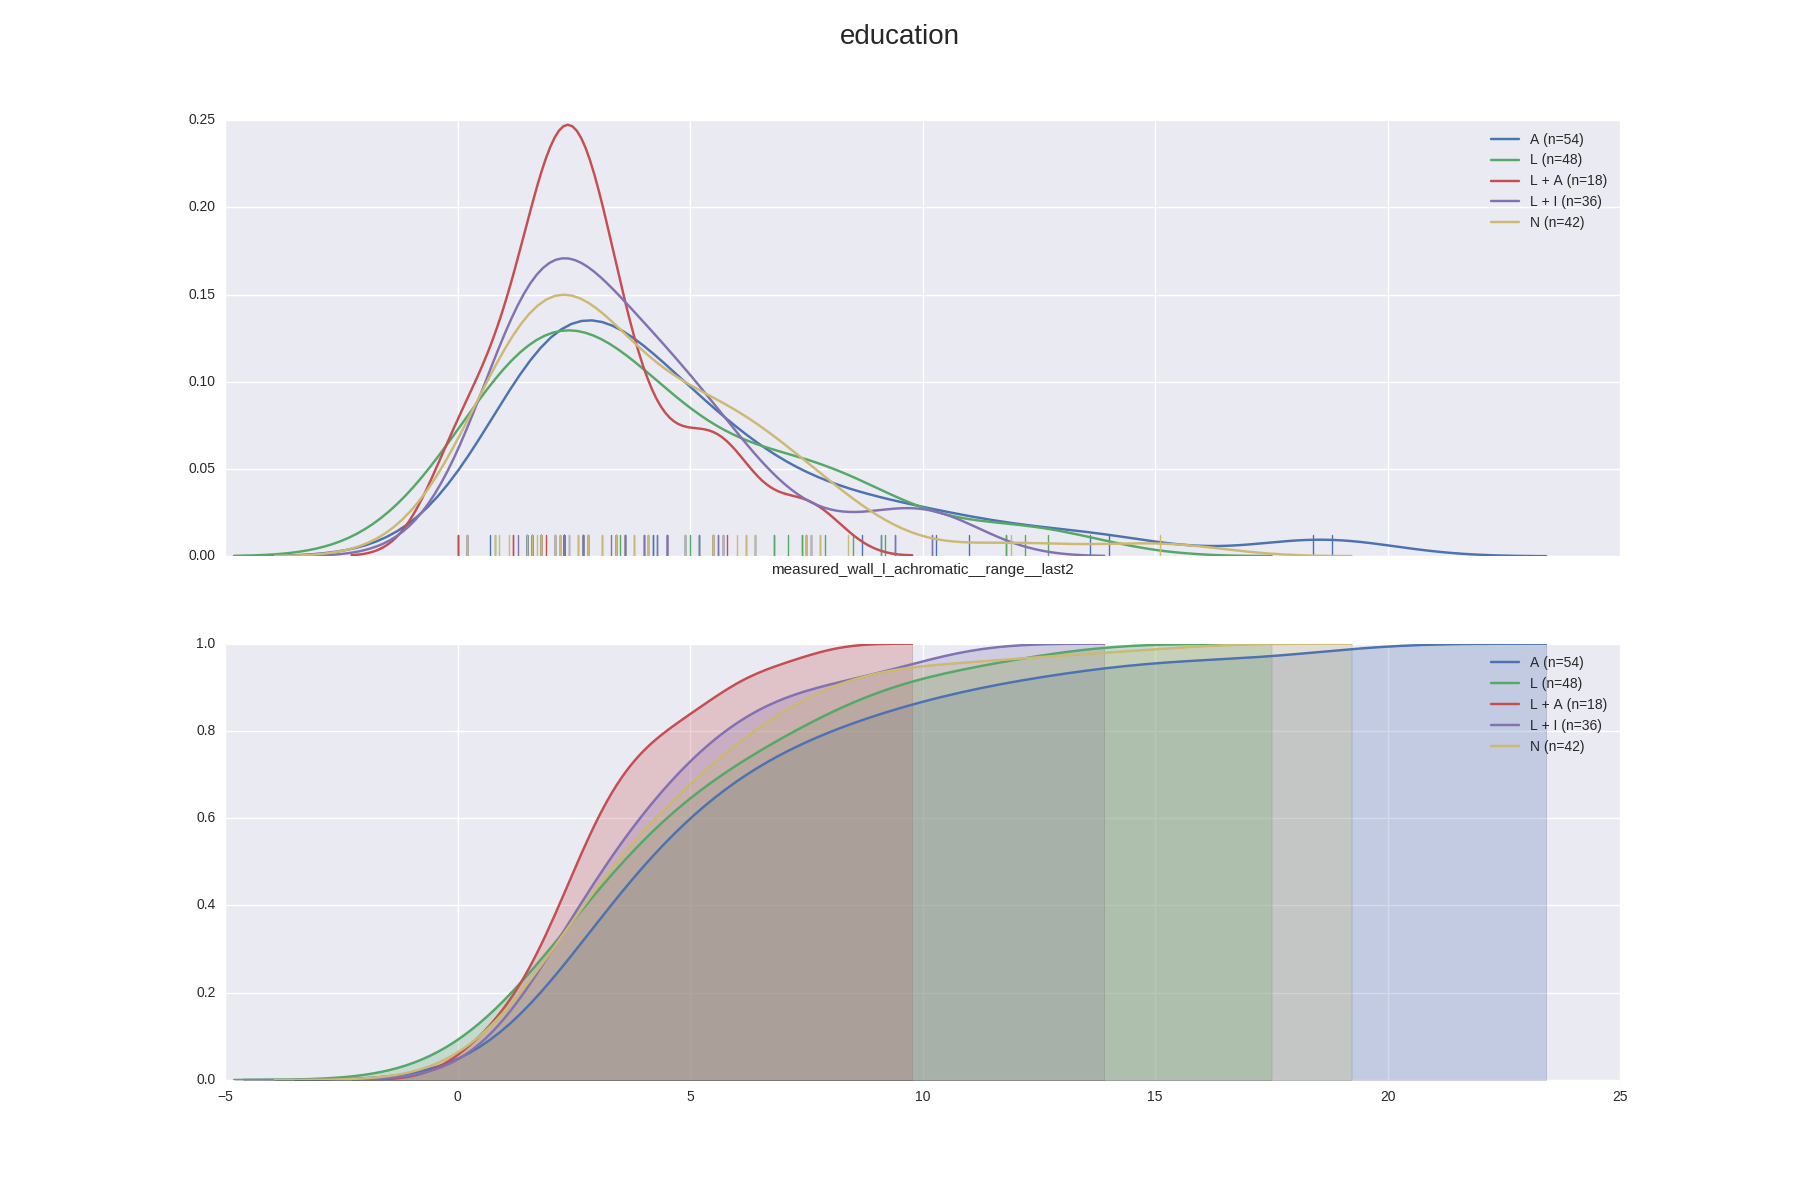 education
0.25
0.20
0.15
0.10
0.05
0.00
A (n=54)
L (n=48)
L + A (n=18)
L + I (n=36)
N (n=42)
measured_wall_l_achromatic__range__last2
1.0
0.8
0.6
0.4
0.2
0.0
A (n=54)
L (n=48)
L + A (n=18)
L + I (n=36)
N (n=42)
−5 0 5 10 15 20 25